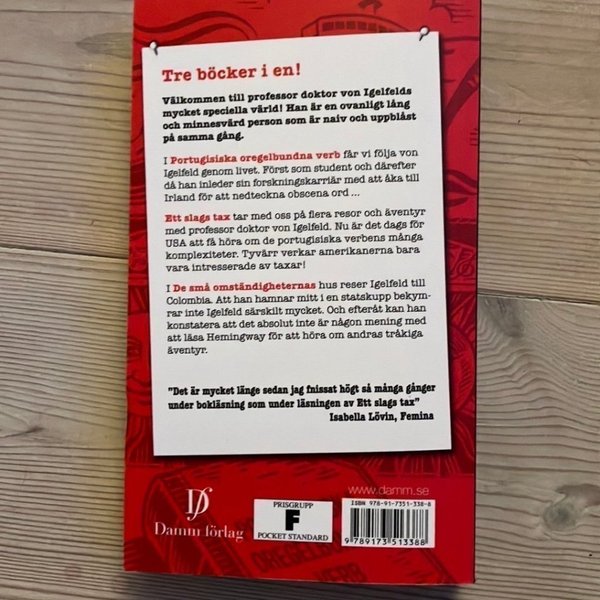 Tre böcker i en!
Välkommen till professor doktor von Igelfelds
mycket speciella värld! Han är en ovanligt lång
och minnesvärd person som är naiv och uppblåst
på samma gång.
I Portugisiska oregelbundna verb får vi följa von
Igelfeld genom livet. Först som student och därefter
då han inleder sin forskningskarriär med att åka till
Irland för att nedteckna obscena ord ...
Ett slags tax tar med oss på flera resor och äventyr
med professor doktor von Igelfeld. Nu är det dags för
USA att få höra om de portugisiska verbens många
komplexiteter. Tyvärr verkar amerikanerna bara
vara intresserade av taxar!
I De små omständigheternas hus reser Igelfeld till
Colombia. Att han hamnar mitt i en statskupp bekym-
rar inte Igelfeld särskilt mycket. Och efteråt kan han
konstatera att det absolut inte är någon mening med
att läsa Hemingway för att höra om andras tråkiga
äventyr.
"Det är mycket länge sedan jag fnissat högt så många gånger
under bokläsning som under läsningen av Ett slags tax"
Isabella Lövin, Femina
www.damm.se
ISBN 978-91-7351-338-8
Df
Damm förlag
PRISGRUPP
F
POCKET STANDARD
9 789173 513388